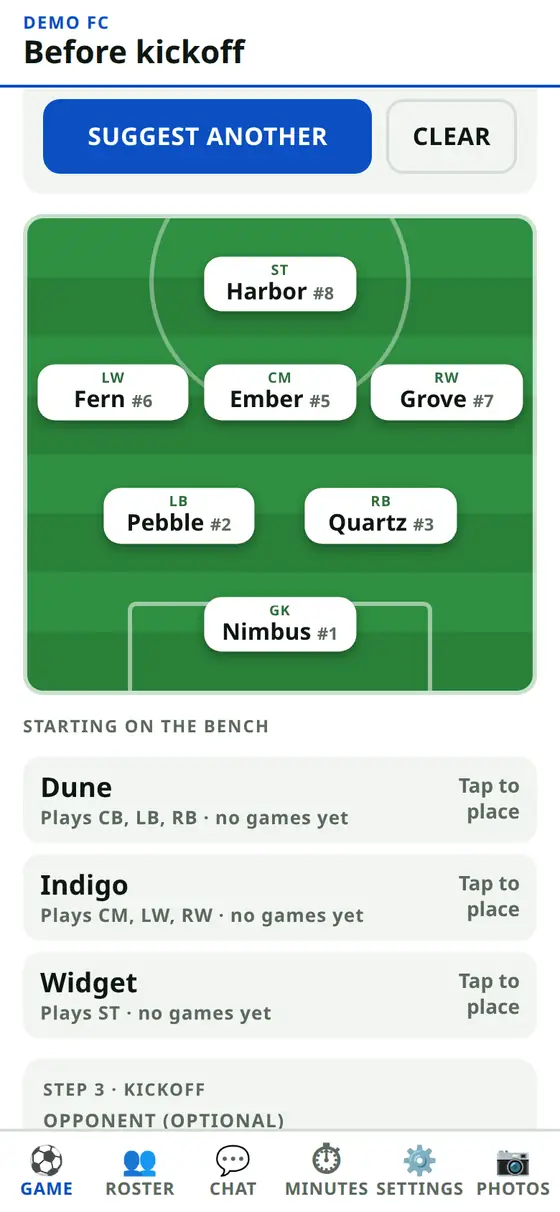 DEMO FC
Before kickoff
SUGGEST ANOTHER
CLEAR
ST
Harbor #8
LW
Fern #6
CM
Ember #5
RW
Grove #7
LB
Pebble #2
RB
Quartz #3
GK
Nimbus #1
STARTING ON THE BENCH
Dune
Plays CB, LB, RB · no games yet
Tap to
place
Indigo
Plays CM, LW, RW · no games yet
Tap to
place
Widget
Plays ST · no games yet
Tap to
place
STEP 3 · KICKOFF
OPPONENT (OPTIONAL)
GAME
ROSTER
CHAT
MINUTES
SETTINGS
PHOTOS